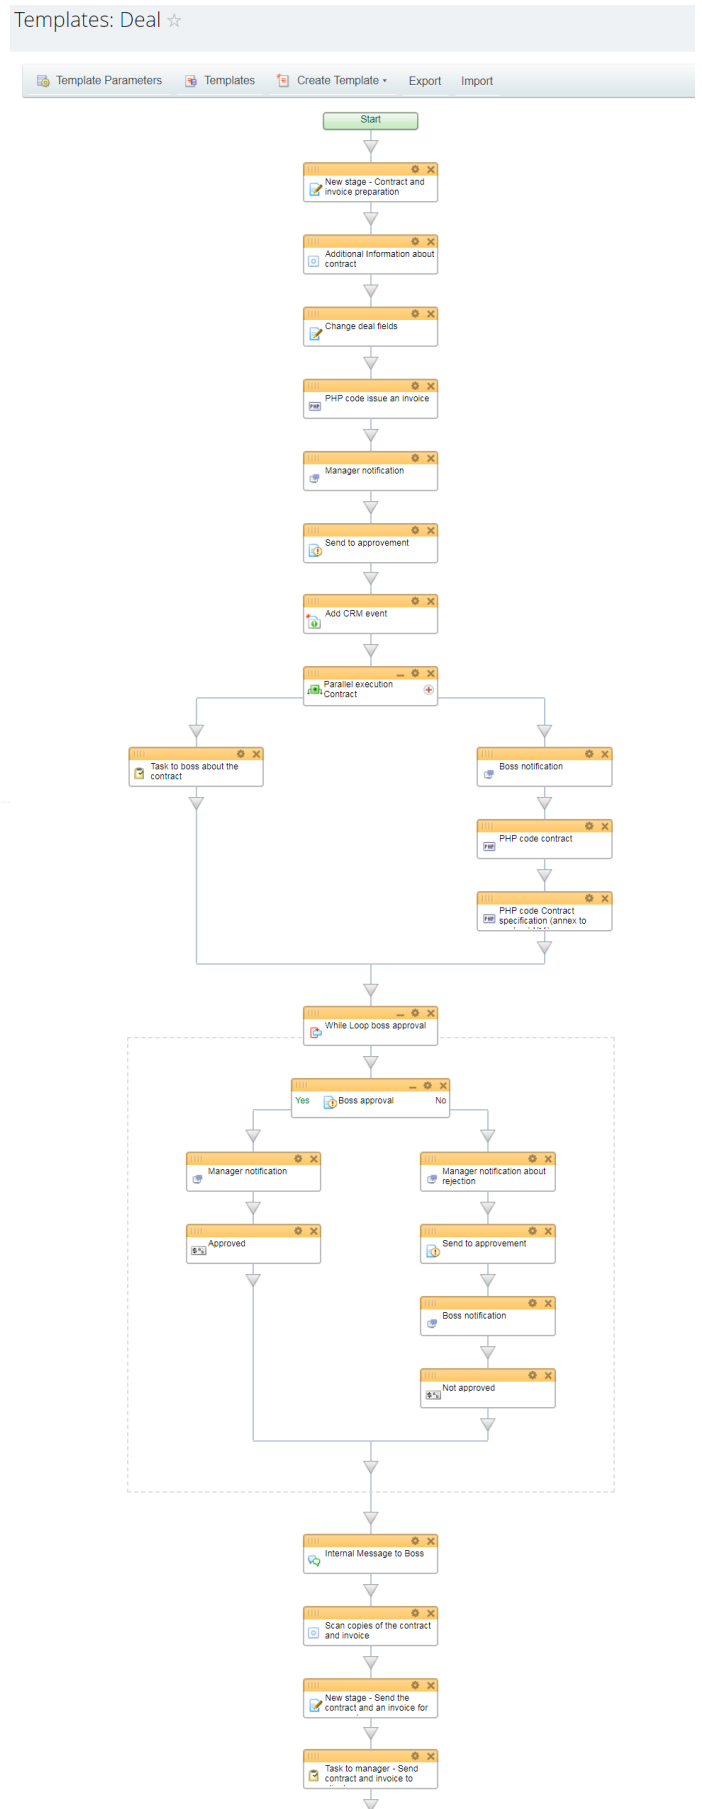 Templates: Deal
Template Parameters
Templates
Create Template
Export
Import
Start
New stage - Contract and
invoice preparation
Additional Information about
contract
Change deal fields
PHP
PHP code issue an invoice
Manager notification
Send to approvement
Add CRM event
Parallel execution
Contract
Task to boss about the
contract
Boss notification
PHP
PHP code contract
PHP
PHP code Contract
specification (annex to
While Loop boss approval
Yes
Boss approval
No
Manager notification
Manager notification about
rejection
Approved
Send to approvement
Boss notification
Not approved
Internal Message to Boss
Scan copies of the contract
and invoice
New stage - Send the
contract and an invoice for
Task to manager - Send
contract and invoice to